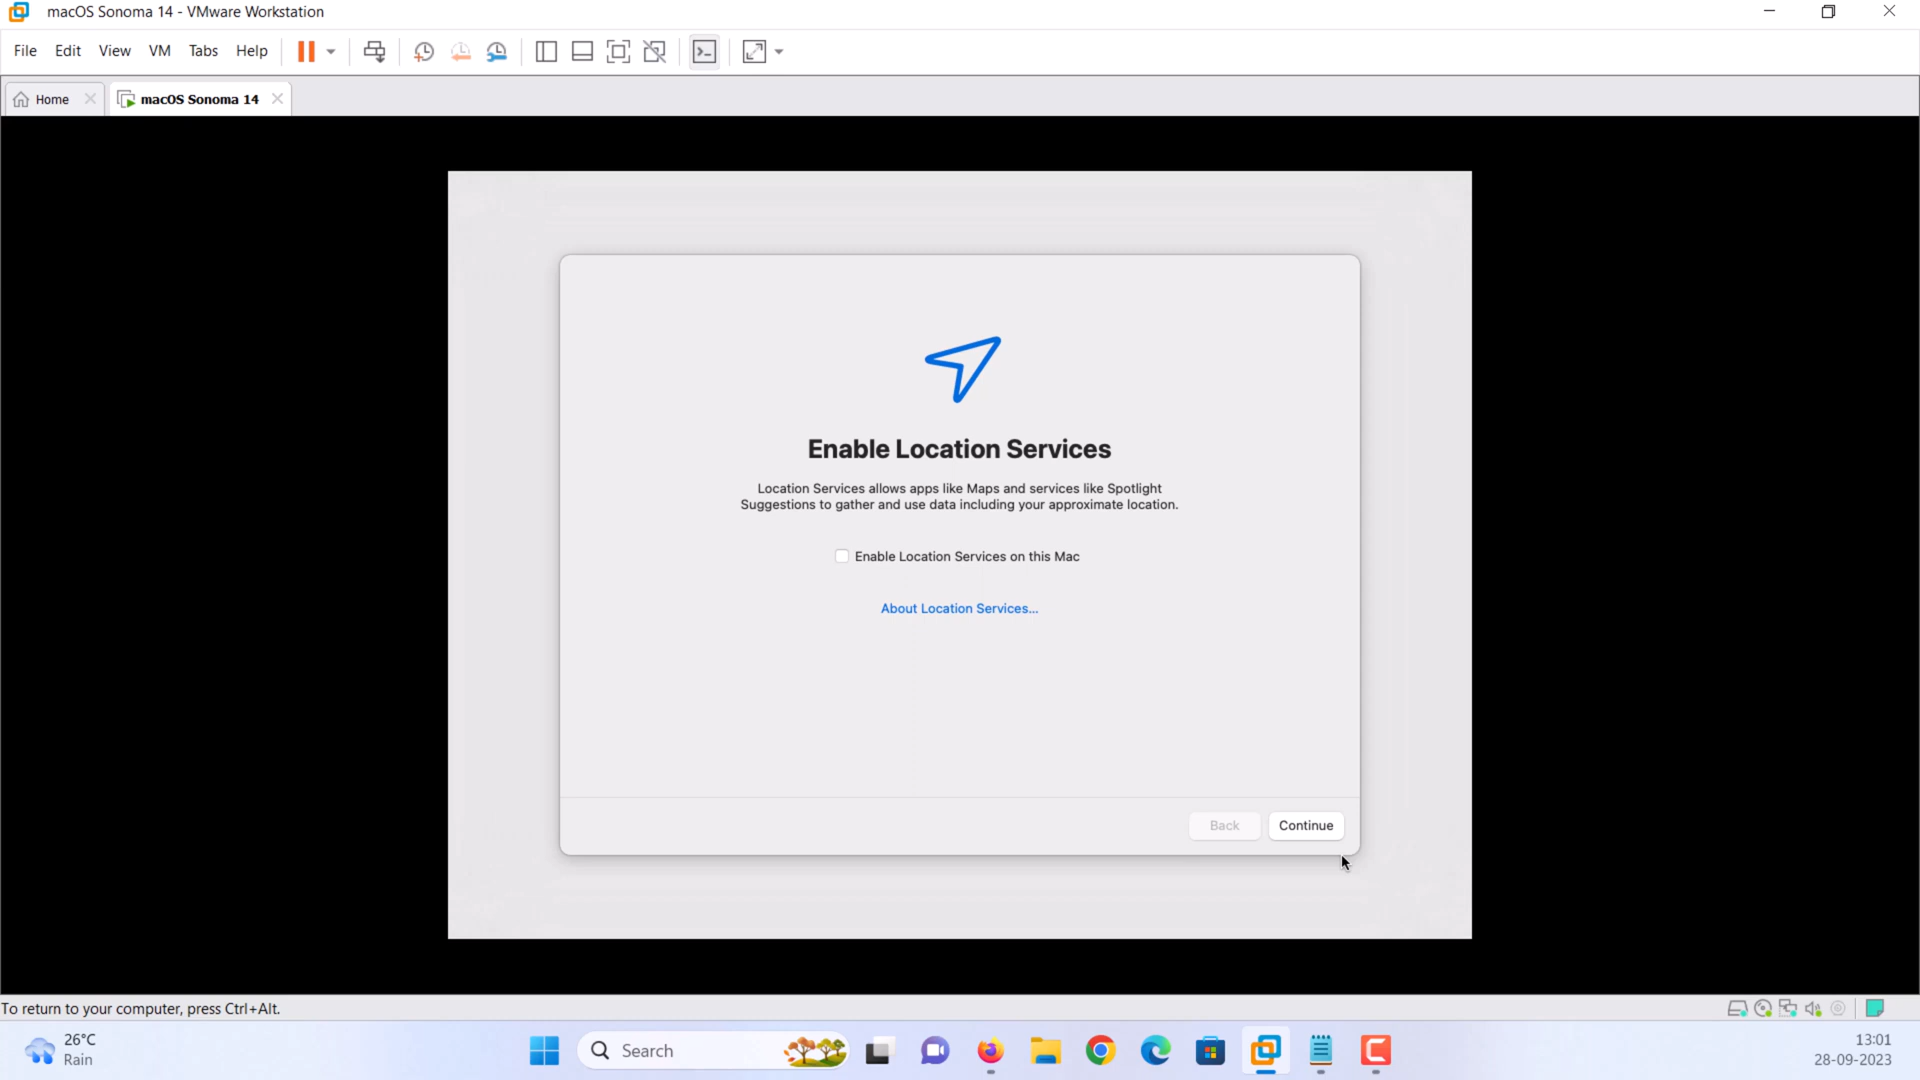 macOS Sonoma 14 - VMware Workstation
File Edit View VM Tabs Help
Home macOS Sonoma 14
Enable Location Services
Location Services allows apps like Maps and services like Spotlight
Suggestions to gather and use data including your approximate location.
Enable Location Services on this Mac
About Location Services...
Back Continue
To return to your computer, press Ctrl+Alt.
26°C
Rain
Search
13:01
28-09-2023